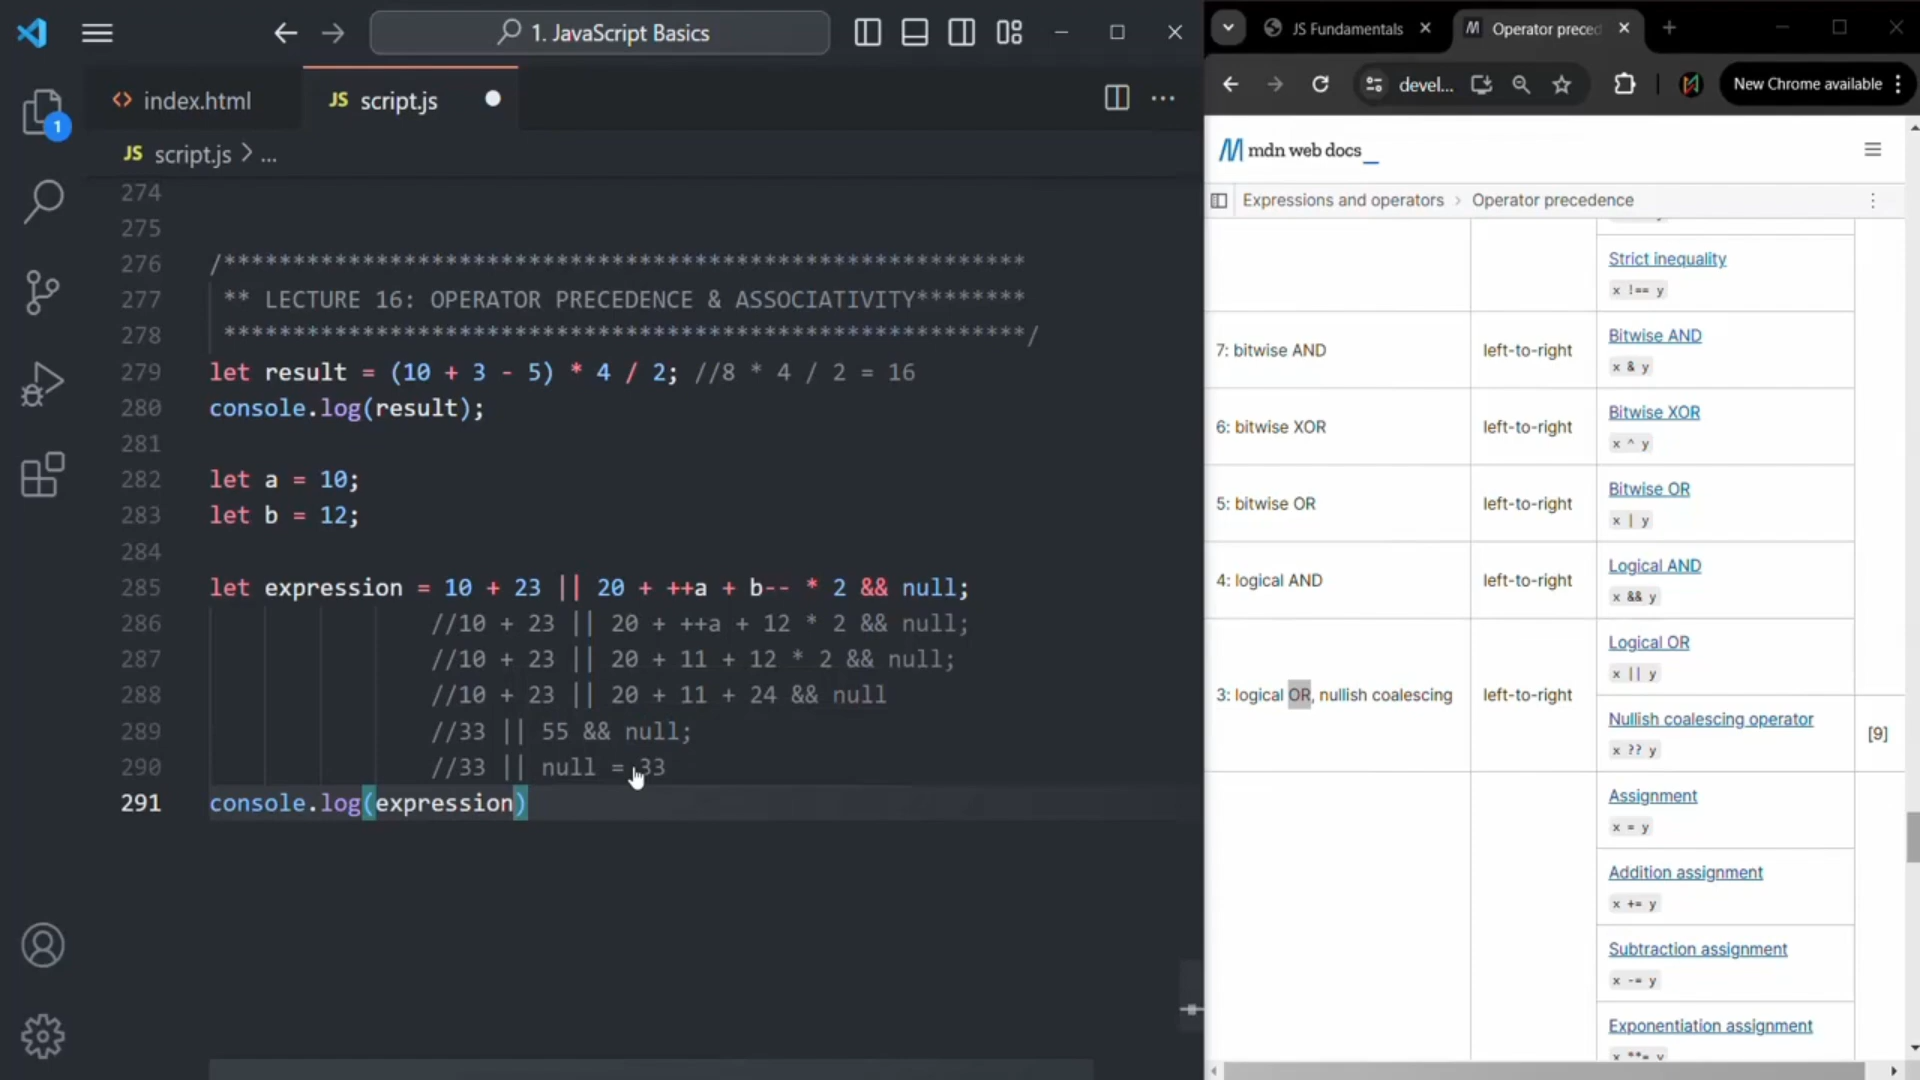 1. JavaScript Basics
index.html
JS script.js
JS script.js > ...
1
274
275
276 /**********************************************************
277 ** LECTURE 16: OPERATOR PRECEDENCE & ASSOCIATIVITY********
278 **********************************************************/
279 let result = (10 + 3 - 5) * 4 / 2; //8 * 4 / 2 = 16
280 console.log(result);
281
282 let a = 10;
283 let b = 12;
284
285 let expression = 10 + 23 || 20 + ++a + b-- * 2 && null;
286 //10 + 23 || 20 + ++a + 12 * 2 && null;
287 //10 + 23 || 20 + 11 + 12 * 2 && null;
288 //10 + 23 || 20 + 11 + 24 && null
289 //33 || 55 && null;
290 //33 || null = 33
291 console.log(expression)
JS Fundamentals
Operator preced
devel...
New Chrome available
mdn web docs_
Expressions and operators > Operator precedence
Strict inequality
x !== y
7: bitwise AND left-to-right Bitwise AND
x & y
6: bitwise XOR left-to-right Bitwise XOR
x ^ y
5: bitwise OR left-to-right Bitwise OR
x | y
4: logical AND left-to-right Logical AND
x && y
Logical OR
x || y
3: logical OR, nullish coalescing left-to-right
Nullish coalescing operator
x ?? y
[9]
Assignment
x = y
Addition assignment
x += y
Subtraction assignment
x -= y
Exponentiation assignment
x **= y